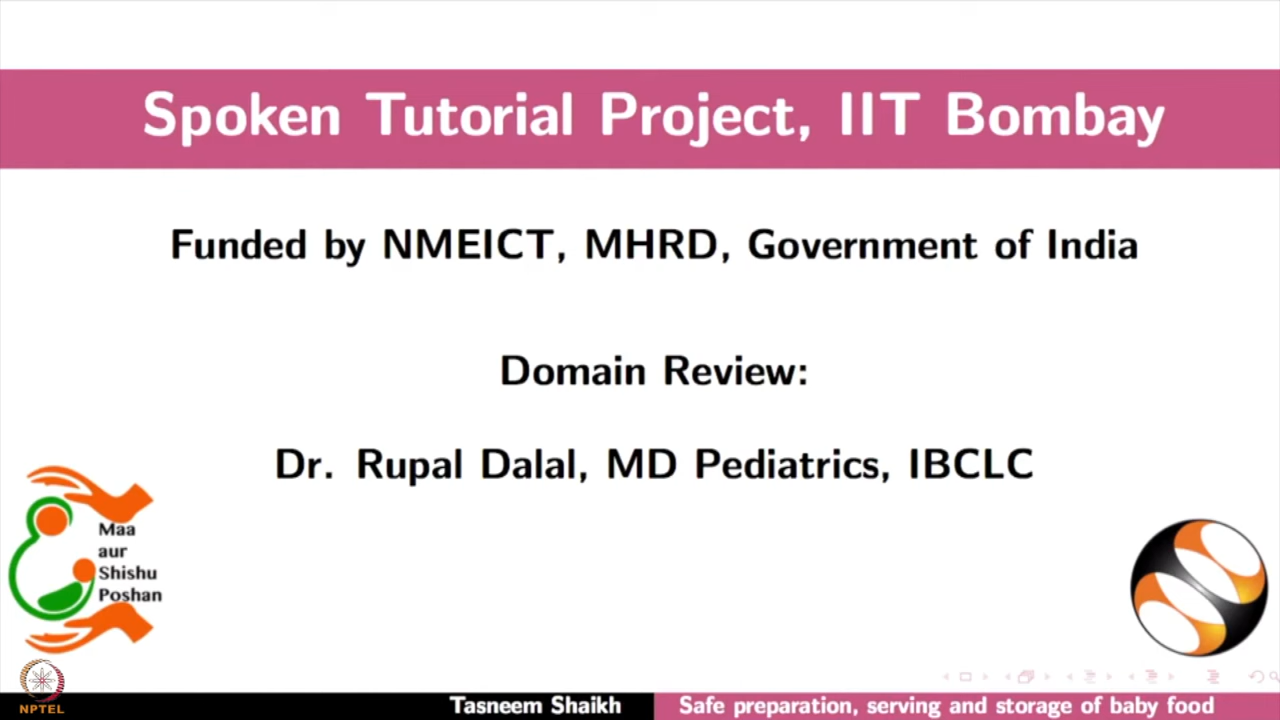 Spoken Tutorial Project, IIT Bombay
Funded by NMEICT, MHRD, Government of India
Domain Review:
Dr. Rupal Dalal, MD Pediatrics, IBCLC
Maa
aur
Shishu
Poshan
NPTEL
Tasneem Shaikh
Safe preparation, serving and storage of baby food